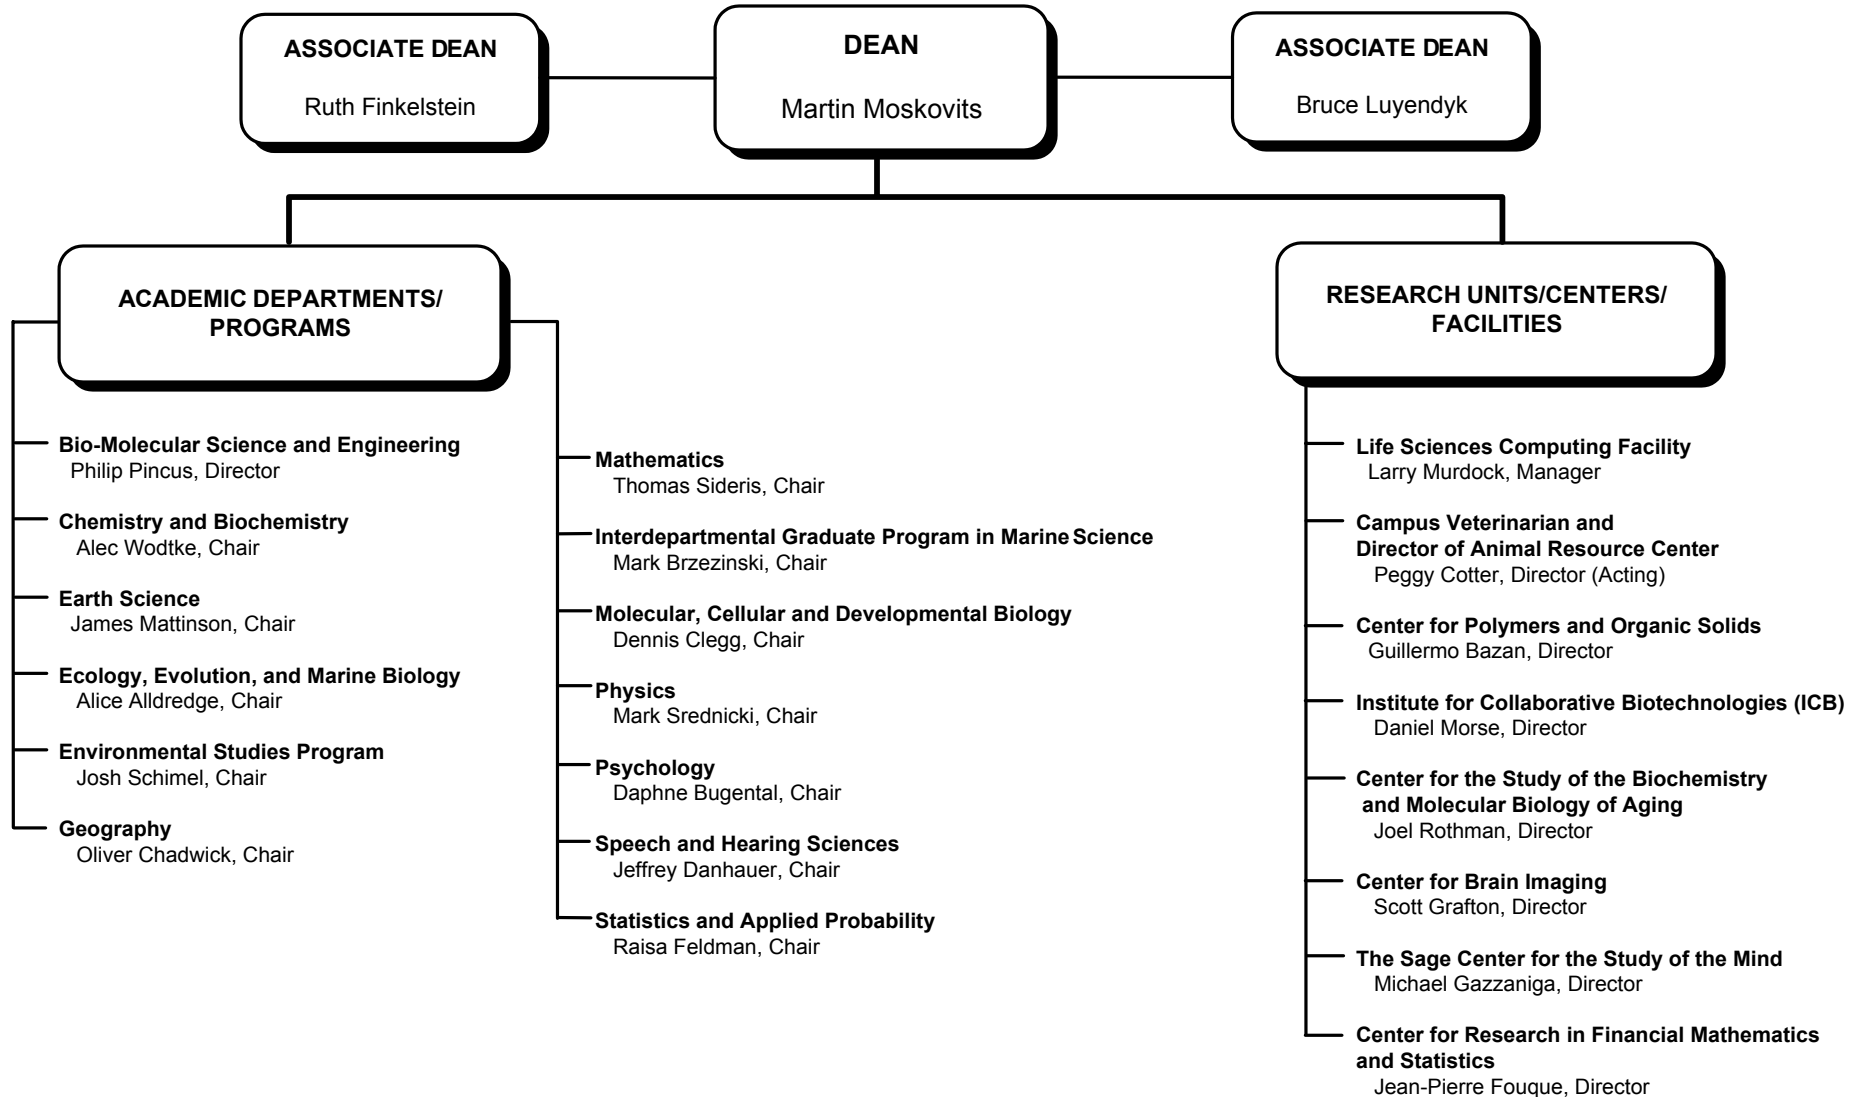 ASSOCIATE DEAN
Ruth Finkelstein
DEAN
Martin Moskovits
ASSOCIATE DEAN
Bruce Luyendyk
ACADEMIC DEPARTMENTS/
PROGRAMS
Bio-Molecular Science and Engineering
Philip Pincus, Director
Chemistry and Biochemistry
Alec Wodtke, Chair
Earth Science
James Mattinson, Chair
Ecology, Evolution, and Marine Biology
Alice Alldredge, Chair
Environmental Studies Program
Josh Schimel, Chair
Geography
Oliver Chadwick, Chair
Mathematics
Thomas Sideris, Chair
Interdepartmental Graduate Program in Marine Science
Mark Brzezinski, Chair
Molecular, Cellular and Developmental Biology
Dennis Clegg, Chair
Physics
Mark Srednicki, Chair
Psychology
Daphne Bugental, Chair
Speech and Hearing Sciences
Jeffrey Danhauer, Chair
Statistics and Applied Probability
Raisa Feldman, Chair
RESEARCH UNITS/CENTERS/
FACILITIES
Life Sciences Computing Facility
Larry Murdock, Manager
Campus Veterinarian and
Director of Animal Resource Center
Peggy Cotter, Director (Acting)
Center for Polymers and Organic Solids
Guillermo Bazan, Director
Institute for Collaborative Biotechnologies (ICB)
Daniel Morse, Director
Center for the Study of the Biochemistry
and Molecular Biology of Aging
Joel Rothman, Director
Center for Brain Imaging
Scott Grafton, Director
The Sage Center for the Study of the Mind
Michael Gazzaniga, Director
Center for Research in Financial Mathematics
and Statistics
Jean-Pierre Fouque, Director